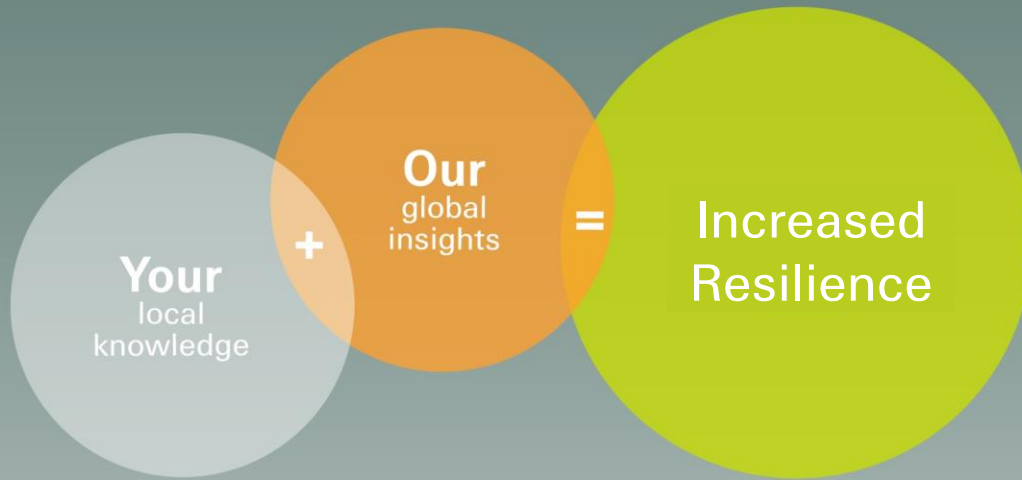 Your
local
knowledge
+
Our
global
insights
=
Increased
Resilience